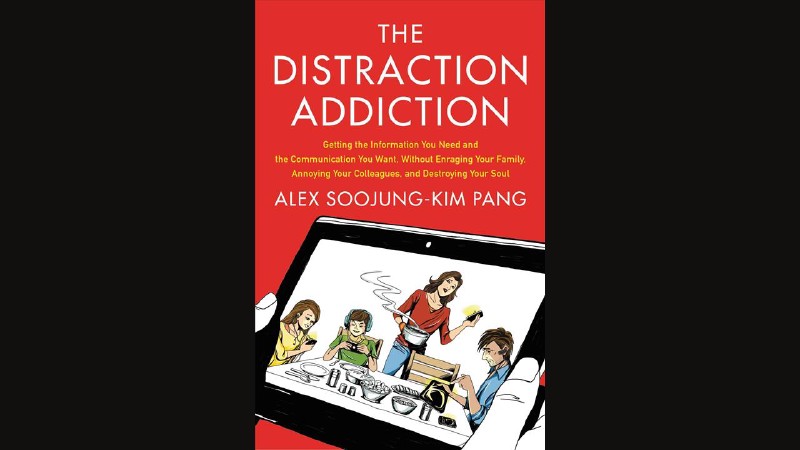 THE
DISTRACTION
ADDICTION
Getting the Information You Need and
the Communication You Want, Without Enraging Your Family,
Annoying Your Colleagues, and Destroying Your Soul
ALEX SOOJUNG-KIM PANG